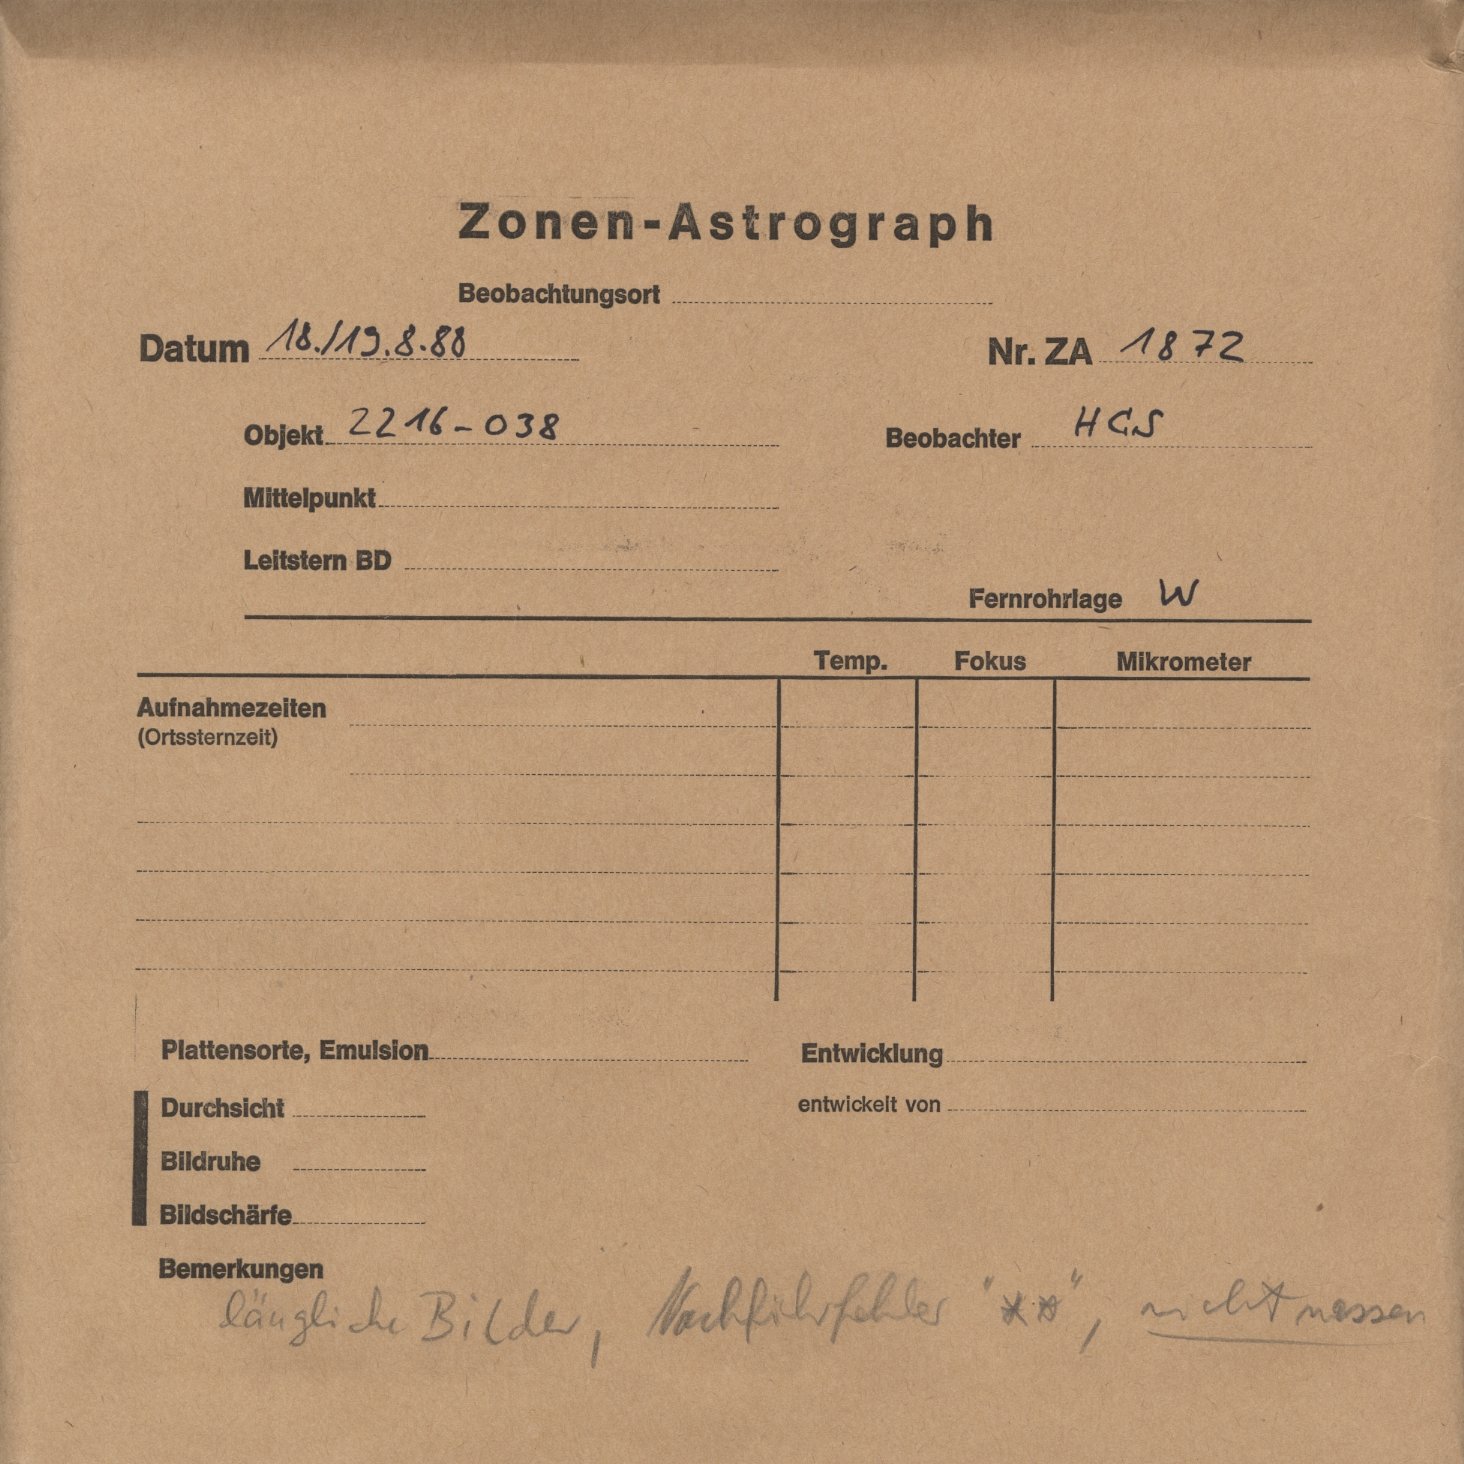 Zonen-Astrograph
Beobachtungsort
Datum 18./19.8.88 Nr. ZA 1872
Objekt 2216-038 Beobachter HGS
Mittelpunkt
Leitstern BD
Fernrohrlage W
Temp. Fokus Mikrometer
Aufnahmezeiten
(Ortssternzeit)
Plattensorte, Emulsion Entwicklung
Durchsicht entwickelt von
Bildruhe
Bildschärfe
Bemerkungen
längliche Bilder, Nachführfehler "**", nicht messen